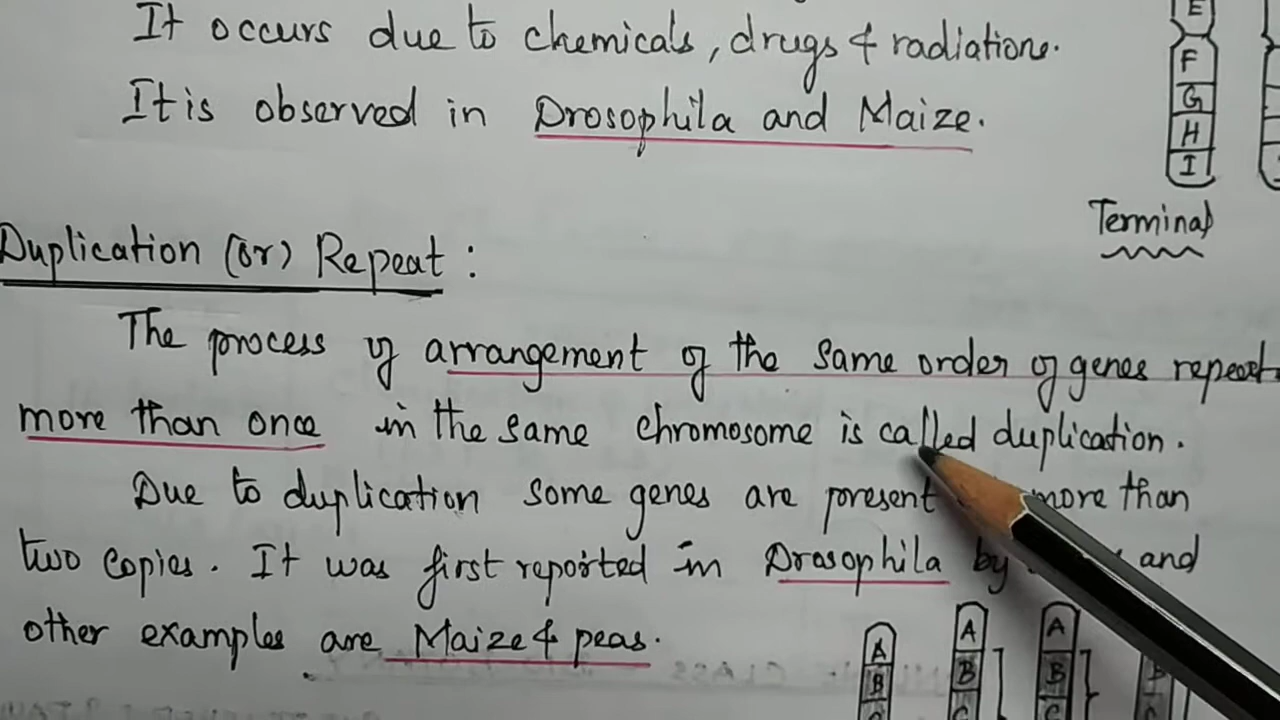 It occurs due to chemicals, drugs & radiations.
It is observed in Drosophila and Maize.
E
F
G
H
I
Terminal
Duplication (or) Repeat :
The process of arrangement of the same order of genes repeat
more than once in the same chromosome is called duplication.
Due to duplication some genes are present more than
two copies. It was first reported in Drosophila by and
other examples are Maize & peas.
A
B
C
A
B
C
A
B
C
B